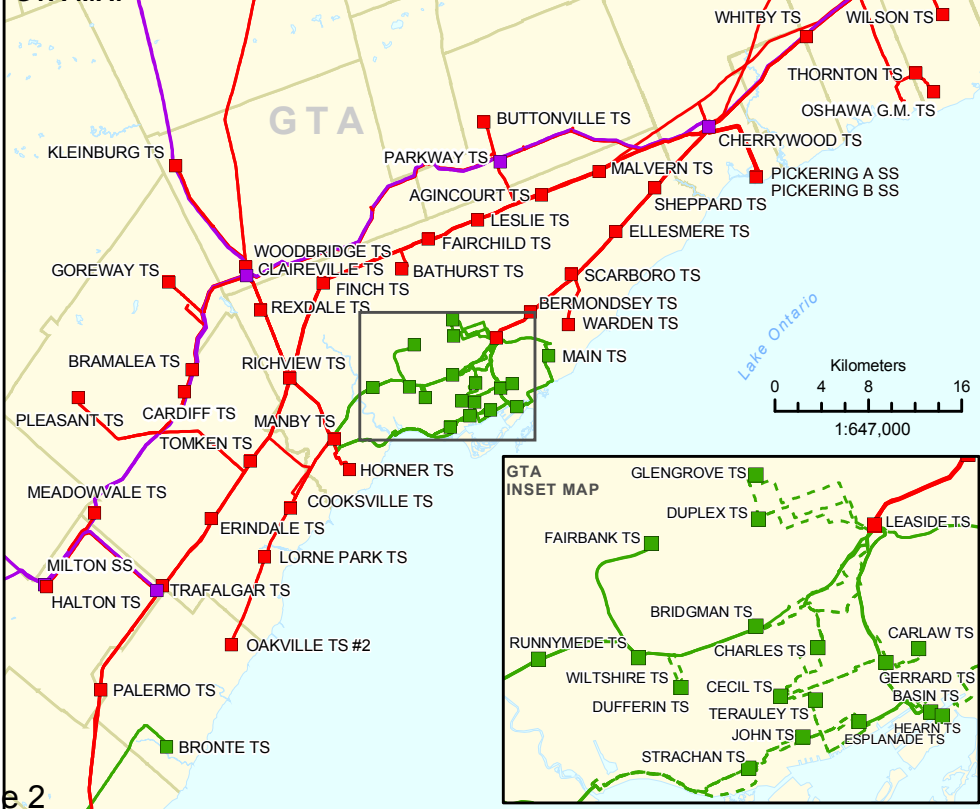 WHITBY TS
WILSON TS
THORNTON TS
OSHAWA G.M. TS
GTA
BUTTONVILLE TS
CHERRYWOOD TS
KLEINBURG TS
PARKWAY TS
MALVERN TS
PICKERING A SS
PICKERING B SS
AGINCOURT TS
SHEPPARD TS
LESLIE TS
ELLESMERE TS
FAIRCHILD TS
WOODBRIDGE TS
CLAIREVILLE TS
GOREWAY TS
BATHURST TS
SCARBORO TS
FINCH TS
REXDALE TS
BERMONDSEY TS
WARDEN TS
Lake Ontario
BRAMALEA TS
RICHVIEW TS
MAIN TS
Kilometers
0 4 8 16
1:647,000
PLEASANT TS
CARDIFF TS
MANBY TS
TOMKEN TS
HORNER TS
MEADOWVALE TS
COOKSVILLE TS
ERINDALE TS
LORNE PARK TS
MILTON SS
HALTON TS
TRAFALGAR TS
OAKVILLE TS #2
PALERMO TS
BRONTE TS
e 2
GTA
INSET MAP
GLENGROVE TS
DUPLEX TS
LEASIDE TS
FAIRBANK TS
BRIDGMAN TS
RUNNYMEDE TS
CHARLES TS
CARLAW TS
WILTSHIRE TS
GERRARD TS
CECIL TS
DUFFERIN TS
BASIN TS
TERAULEY TS
HEARN TS
JOHN TS
ESPLANADE TS
STRACHAN TS